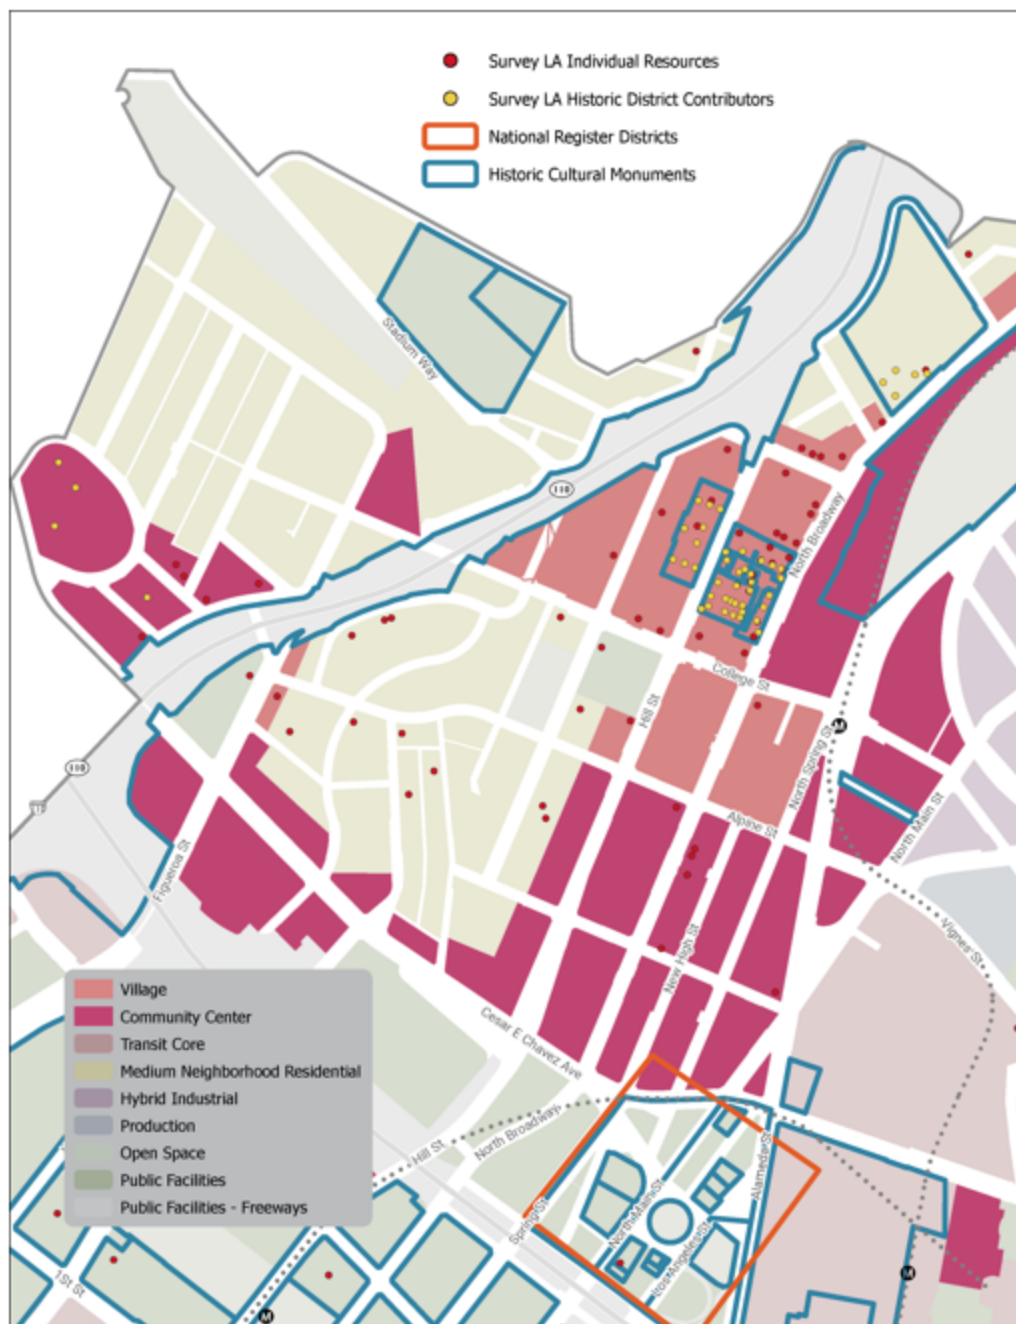 Survey LA Individual Resources
Survey LA Historic District Contributors
National Register Districts
Historic Cultural Monuments
Stadium Way
110
North Broadway
College St
Hill St
M
North Spring St
110
Alpine St
North Main St
Figueroa St
Vignes St
New High St
Village
Community Center
Transit Core
Medium Neighborhood Residential
Hybrid Industrial
Production
Open Space
Public Facilities
Public Facilities - Freeways
Cesar E Chavez Ave
North Broadway
Hill St
Alameda St
North Main St
Spring St
Los Angeles St
1St St
M
M